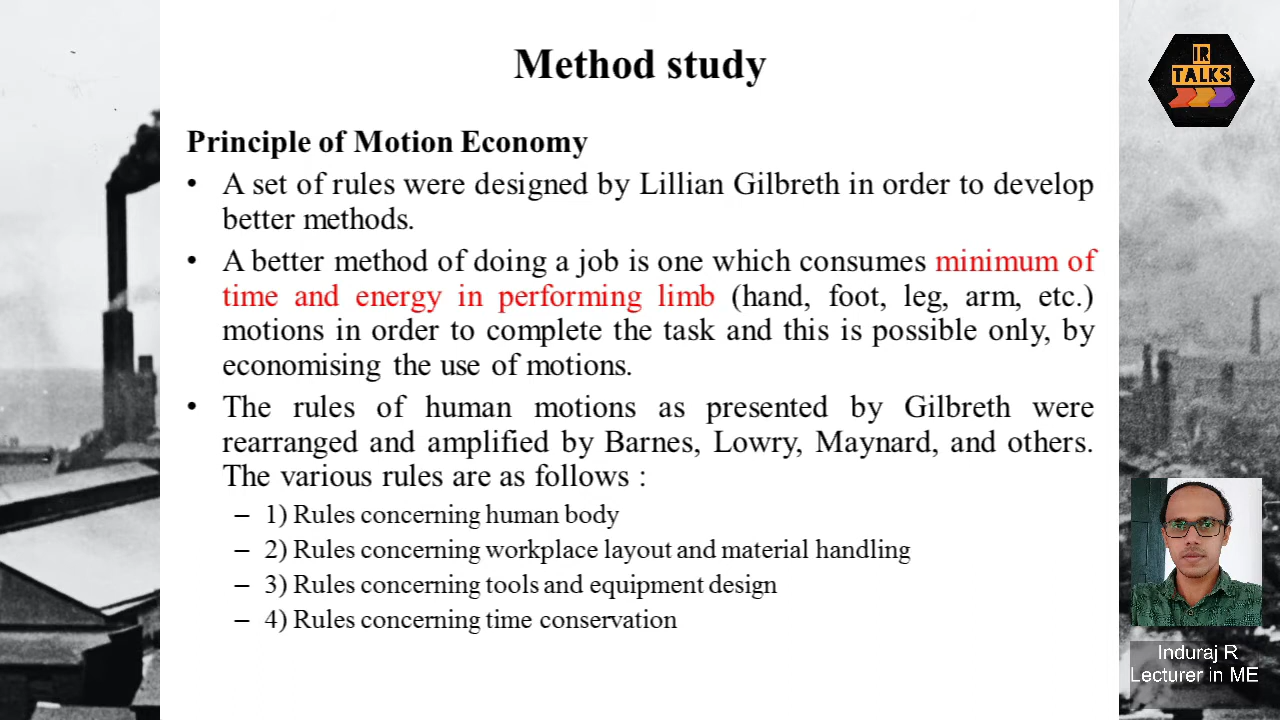 Method study
IR
TALKS
Principle of Motion Economy
• A set of rules were designed by Lillian Gilbreth in order to develop
better methods.
• A better method of doing a job is one which consumes minimum of
time and energy in performing limb (hand, foot, leg, arm, etc.)
motions in order to complete the task and this is possible only, by
economising the use of motions.
• The rules of human motions as presented by Gilbreth were
rearranged and amplified by Barnes, Lowry, Maynard, and others.
The various rules are as follows :
– 1) Rules concerning human body
– 2) Rules concerning workplace layout and material handling
– 3) Rules concerning tools and equipment design
– 4) Rules concerning time conservation
Induraj R
Lecturer in ME